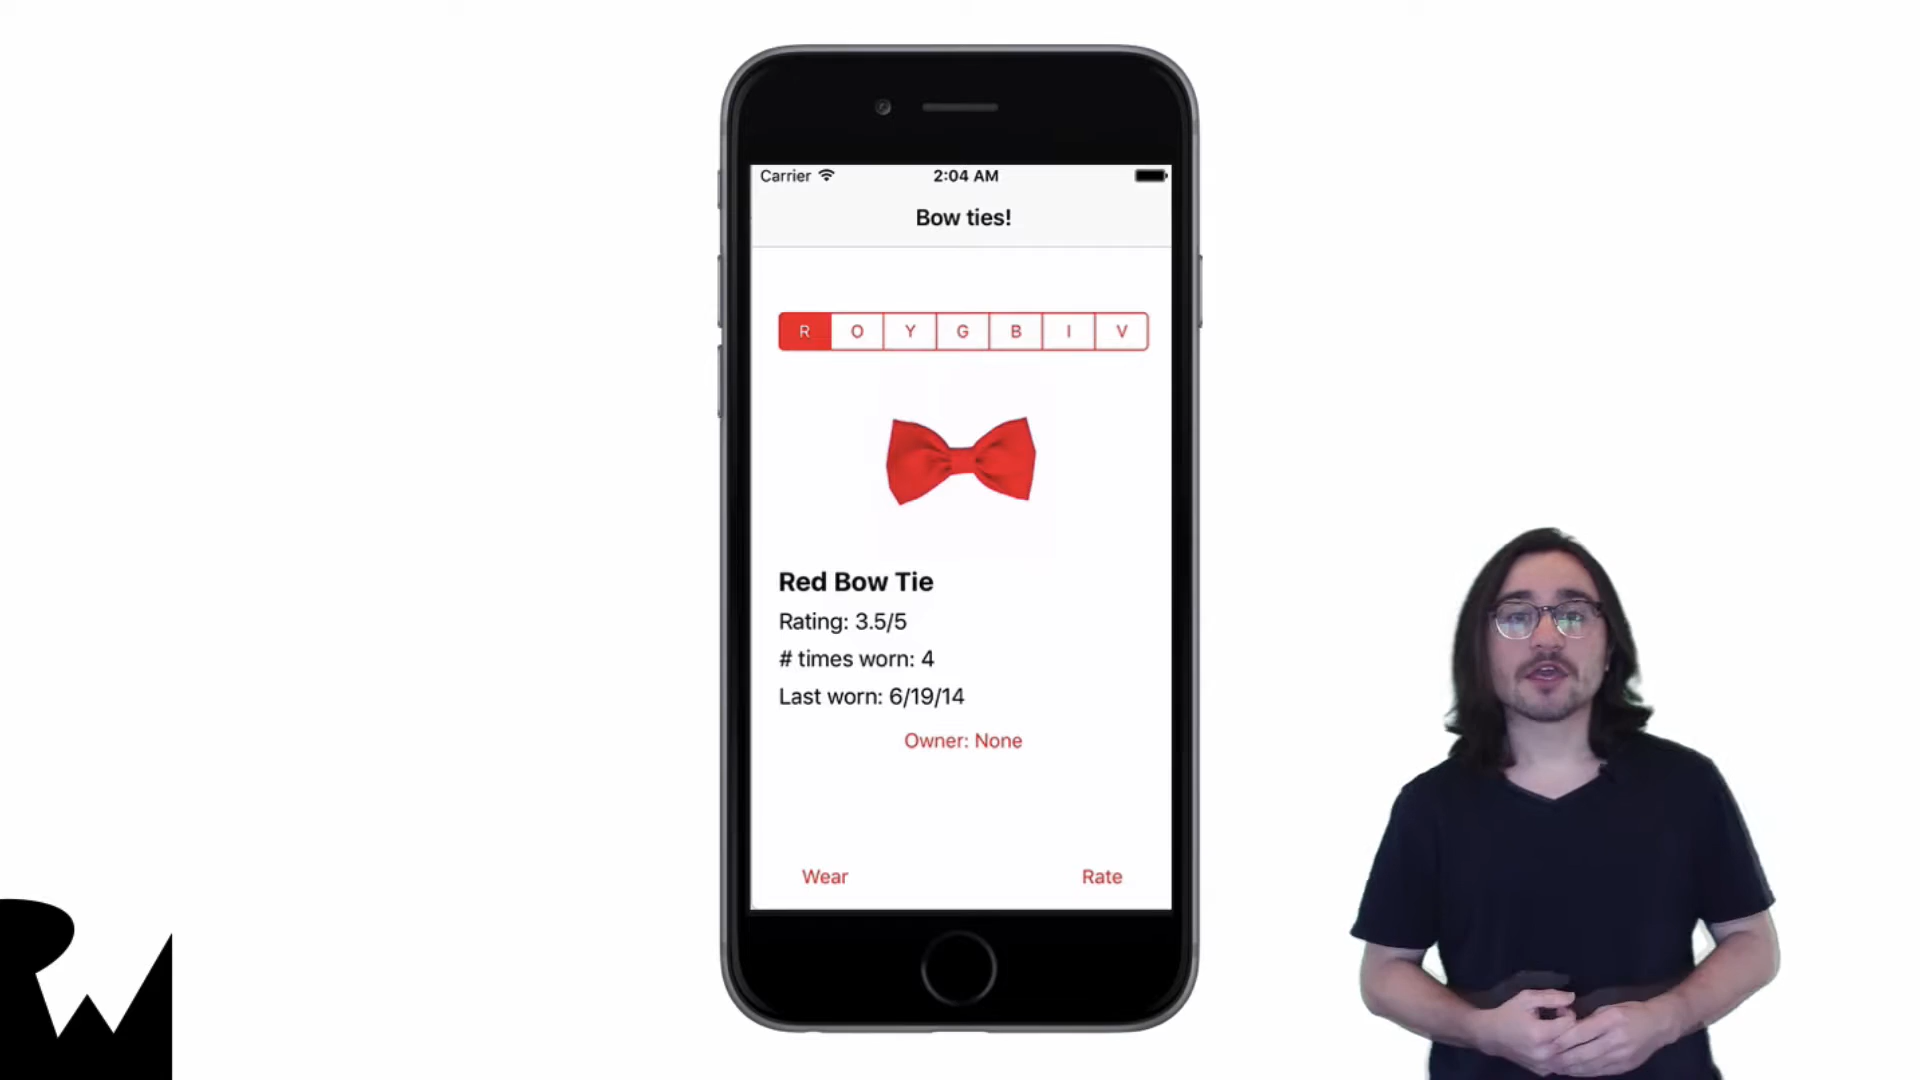 Carrier 2:04 AM
Bow ties!
R O Y G B I V
Red Bow Tie
Rating: 3.5/5
# times worn: 4
Last worn: 6/19/14
Owner: None
Wear Rate
RW